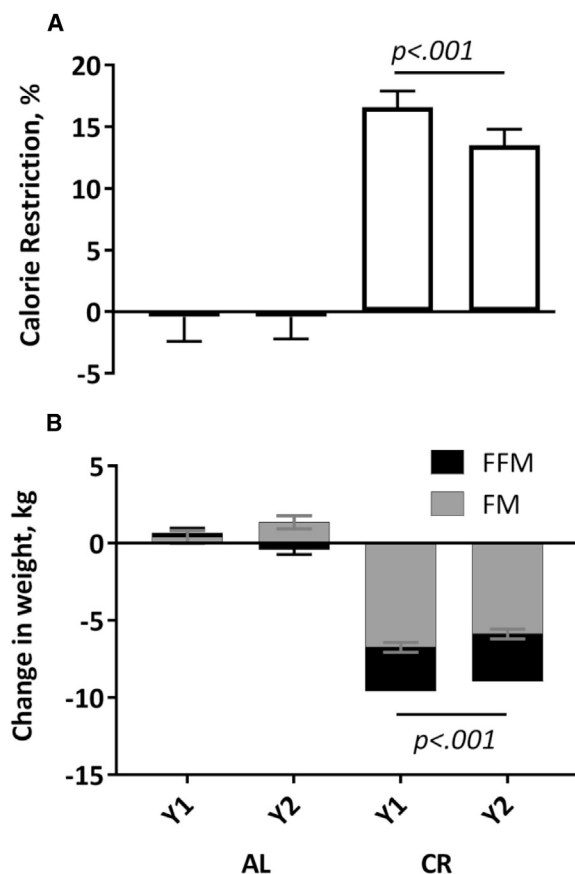 A
p<.001
Calorie Restriction, %
20
15
10
5
0
-5
B
FFM
FM
Change in weight, kg
5
0
-5
-10
-15
p<.001
Y1 Y2 Y1 Y2
AL CR